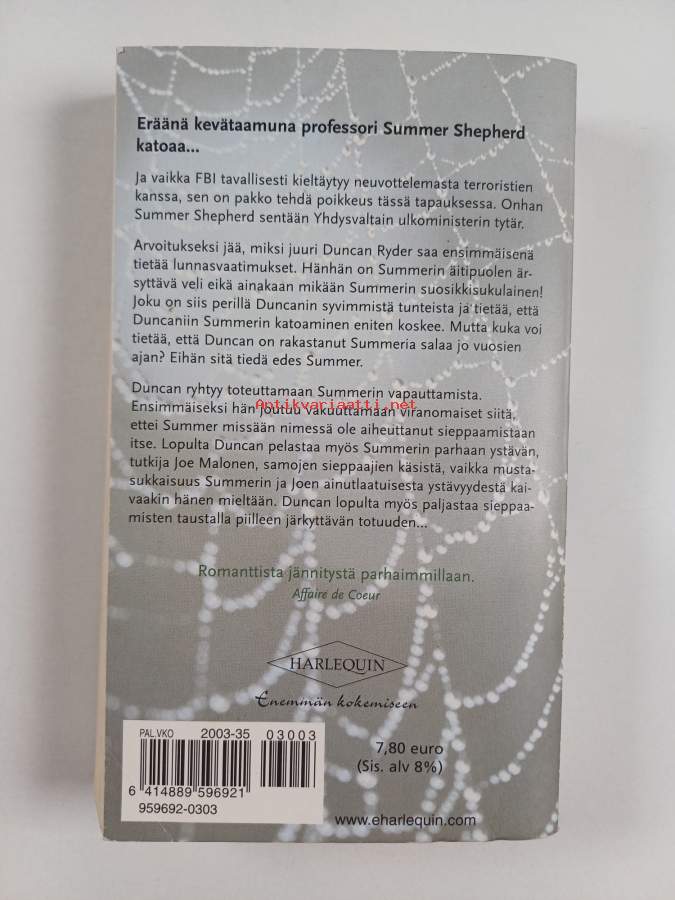 Eräänä kevätaamuna professori Summer Shepherd
katoaa...
Ja vaikka FBI tavallisesti kieltäytyy neuvottelemasta terroristien
kanssa, sen on pakko tehdä poikkeus tässä tapauksessa. Onhan
Summer Shepherd sentään Yhdysvaltain ulkoministerin tytär.
Arvoitukseksi jää, miksi juuri Duncan Ryder saa ensimmäisenä
tietää lunnasvaatimukset. Hänhän on Summerin äitipuolen är-
syttävä veli eikä ainakaan mikään Summerin suosikkisukulainen!
Joku on siis perillä Duncanin syvimmistä tunteista ja tietää, että
Duncaniin Summerin katoaminen eniten koskee. Mutta kuka voi
tietää, että Duncan on rakastanut Summeria salaa jo vuosien
ajan? Eihän sitä tiedä edes Summer.
Duncan ryhtyy toteuttamaan Summerin vapauttamista.
Antikvariaatti.net
Ensimmäiseksi hän joutuu vakuuttamaan viranomaiset siitä,
ettei Summer missään nimessä ole aiheuttanut sieppaamistaan
itse. Lopulta Duncan pelastaa myös Summerin parhaan ystävän,
tutkija Joe Malonen, samojen sieppaajien käsistä, vaikka musta-
sukkaisuus Summerin ja Joen ainutlaatuisesta ystävyydestä kai-
vaakin hänen mieltään. Duncan lopulta myös paljastaa sieppaa-
misten taustalla piilleen järkyttävän totuuden...
Romanttista jännitystä parhaimmillaan.
Affaire de Coeur
HARLEQUIN
Enemmän kokemiseen
PAL.VKO 2003-35 03003
6 414889 596921
959692-0303
7,80 euro
(Sis. alv 8%)
www.eharlequin.com